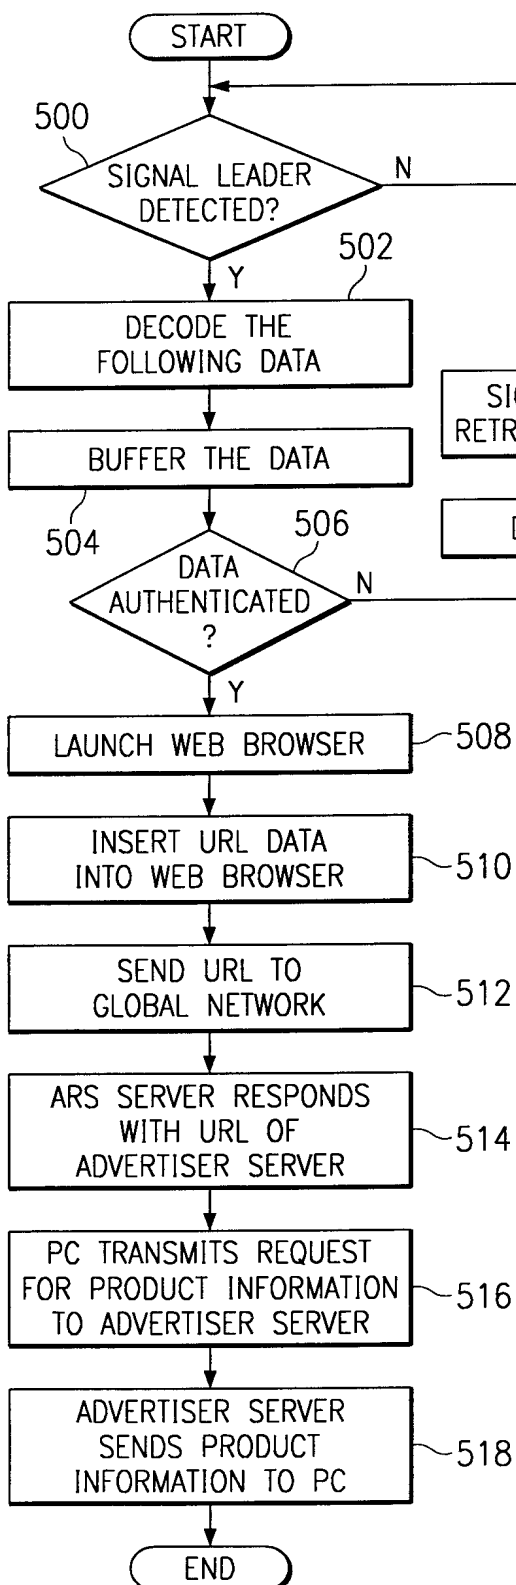 START
500
SIGNAL LEADER
DETECTED?
N
Y
502
DECODE THE
FOLLOWING DATA
BUFFER THE DATA
504
506
DATA
AUTHENTICATED
?
N
Y
LAUNCH WEB BROWSER
508
INSERT URL DATA
INTO WEB BROWSER
510
SEND URL TO
GLOBAL NETWORK
512
ARS SERVER RESPONDS
WITH URL OF
ADVERTISER SERVER
514
PC TRANSMITS REQUEST
FOR PRODUCT INFORMATION
TO ADVERTISER SERVER
516
ADVERTISER SERVER
SENDS PRODUCT
INFORMATION TO PC
518
END